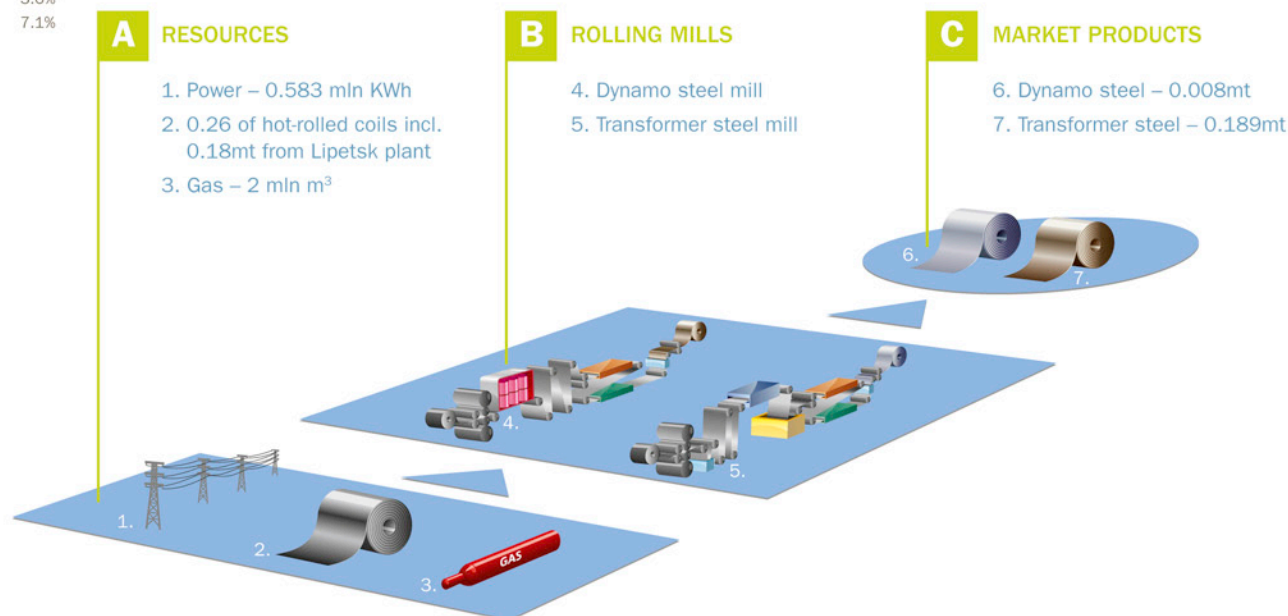 7.1%
A RESOURCES
1. Power – 0.583 mln KWh
2. 0.26 of hot-rolled coils incl.
0.18mt from Lipetsk plant
3. Gas – 2 mln m³
B ROLLING MILLS
4. Dynamo steel mill
5. Transformer steel mill
C MARKET PRODUCTS
6. Dynamo steel – 0.008mt
7. Transformer steel – 0.189mt
6.
7.
4.
5.
1.
2.
3.
GAS